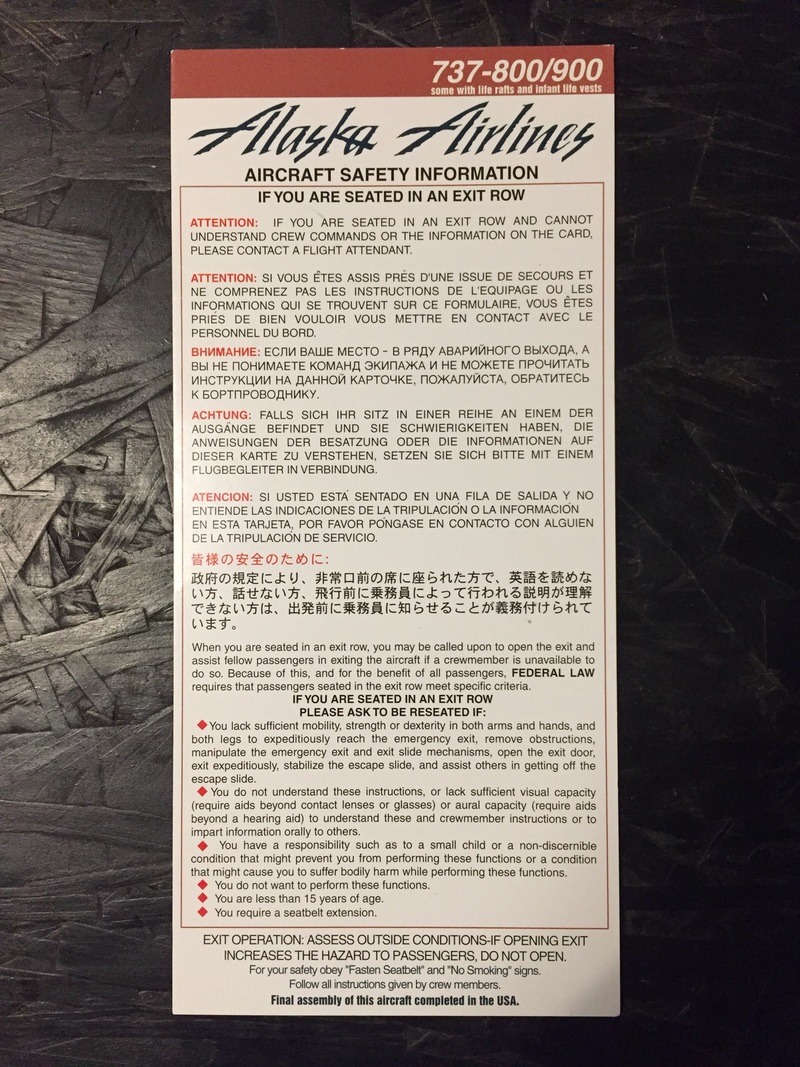 737-800/900
some with life rafts and infant life vests
Alaska Airlines
AIRCRAFT SAFETY INFORMATION
IF YOU ARE SEATED IN AN EXIT ROW
ATTENTION: IF YOU ARE SEATED IN AN EXIT ROW AND CANNOT
UNDERSTAND CREW COMMANDS OR THE INFORMATION ON THE CARD,
PLEASE CONTACT A FLIGHT ATTENDANT.
ATTENTION: SI VOUS ÊTES ASSIS PRÈS D'UNE ISSUE DE SECOURS ET
NE COMPRENEZ PAS LES INSTRUCTIONS DE L'EQUIPAGE OU LES
INFORMATIONS QUI SE TROUVENT SUR CE FORMULAIRE, VOUS ÊTES
PRIÉS DE BIEN VOULOIR VOUS METTRE EN CONTACT AVEC LE
PERSONNEL DU BORD.
ВНИМАНИЕ: ЕСЛИ ВАШЕ МЕСТО - В РЯДУ АВАРИЙНОГО ВЫХОДА, А
ВЫ НЕ ПОНИМАЕТЕ КОМАНД ЭКИПАЖА И НЕ МОЖЕТЕ ПРОЧИТАТЬ
ИНСТРУКЦИИ НА ДАННОЙ КАРТОЧКЕ, ПОЖАЛУЙСТА, ОБРАТИТЕСЬ
К БОРТПРОВОДНИКУ.
ACHTUNG: FALLS SICH IHR SITZ IN EINER REIHE AN EINEM DER
AUSGÄNGE BEFINDET UND SIE SCHWIERIGKEITEN HABEN, DIE
ANWEISUNGEN DER BESATZUNG ODER DIE INFORMATIONEN AUF
DIESER KARTE ZU VERSTEHEN, SETZEN SIE SICH BITTE MIT EINEM
FLUGBEGLEITER IN VERBINDUNG.
ATENCION: SI USTED ESTÁ SENTADO EN UNA FILA DE SALIDA Y NO
ENTIENDE LAS INDICACIONES DE LA TRIPULACIÓN O LA INFORMACIÓN
EN ESTA TARJETA, POR FAVOR PÓNGASE EN CONTACTO CON ALGUIEN
DE LA TRIPULACIÓN DE SERVICIO.
皆様の安全のために:
政府の規定により、非常口前の席に座られた方で、英語を読めな
い方、話せない方、飛行前に乗務員によって行われる説明が理解
できない方は、出発前に乗務員に知らせることが義務付けられて
います。
When you are seated in an exit row, you may be called upon to open the exit and
assist fellow passengers in exiting the aircraft if a crewmember is unavailable to
do so. Because of this, and for the benefit of all passengers, FEDERAL LAW
requires that passengers seated in the exit row meet specific criteria.
IF YOU ARE SEATED IN AN EXIT ROW
PLEASE ASK TO BE RESEATED IF:
◆You lack sufficient mobility, strength or dexterity in both arms and hands, and
both legs to expeditiously reach the emergency exit, remove obstructions,
manipulate the emergency exit and exit slide mechanisms, open the exit door,
exit expeditiously, stabilize the escape slide, and assist others in getting off the
escape slide.
◆You do not understand these instructions, or lack sufficient visual capacity
(require aids beyond contact lenses or glasses) or aural capacity (require aids
beyond a hearing aid) to understand these and crewmember instructions or to
impart information orally to others.
◆ You have a responsibility such as to a small child or a non-discernible
condition that might prevent you from performing these functions or a condition
that might cause you to suffer bodily harm while performing these functions.
◆ You do not want to perform these functions.
◆ You are less than 15 years of age.
◆ You require a seatbelt extension.
EXIT OPERATION: ASSESS OUTSIDE CONDITIONS-IF OPENING EXIT
INCREASES THE HAZARD TO PASSENGERS, DO NOT OPEN.
For your safety obey "Fasten Seatbelt" and "No Smoking" signs.
Follow all instructions given by crew members.
Final assembly of this aircraft completed in the USA.